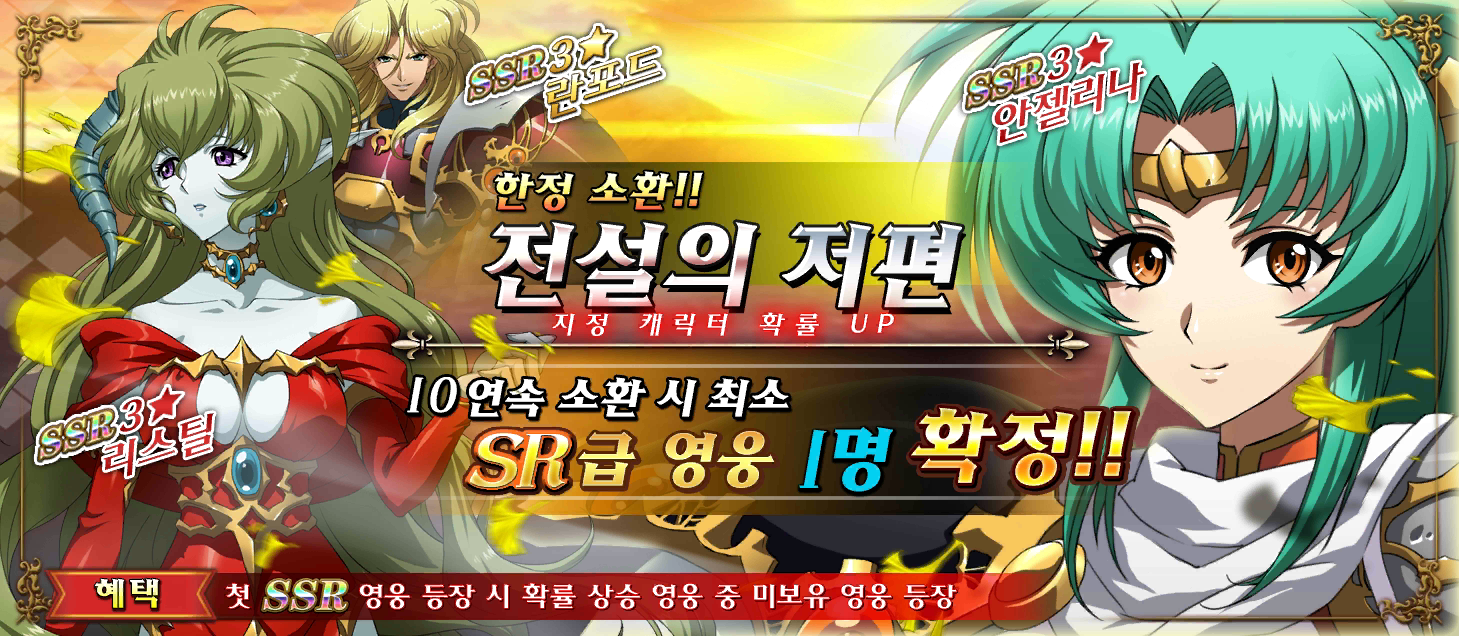 SSR3★
란포드
SSR3★
안젤리나
한정 소환!!
전설의 저편
지정 캐릭터 확률 UP
10연속 소환 시 최소
SR급 영웅 1명 확정!!
SSR3★
리스틸
혜택
첫 SSR 영웅 등장 시 확률 상승 영웅 중 미보유 영웅 등장